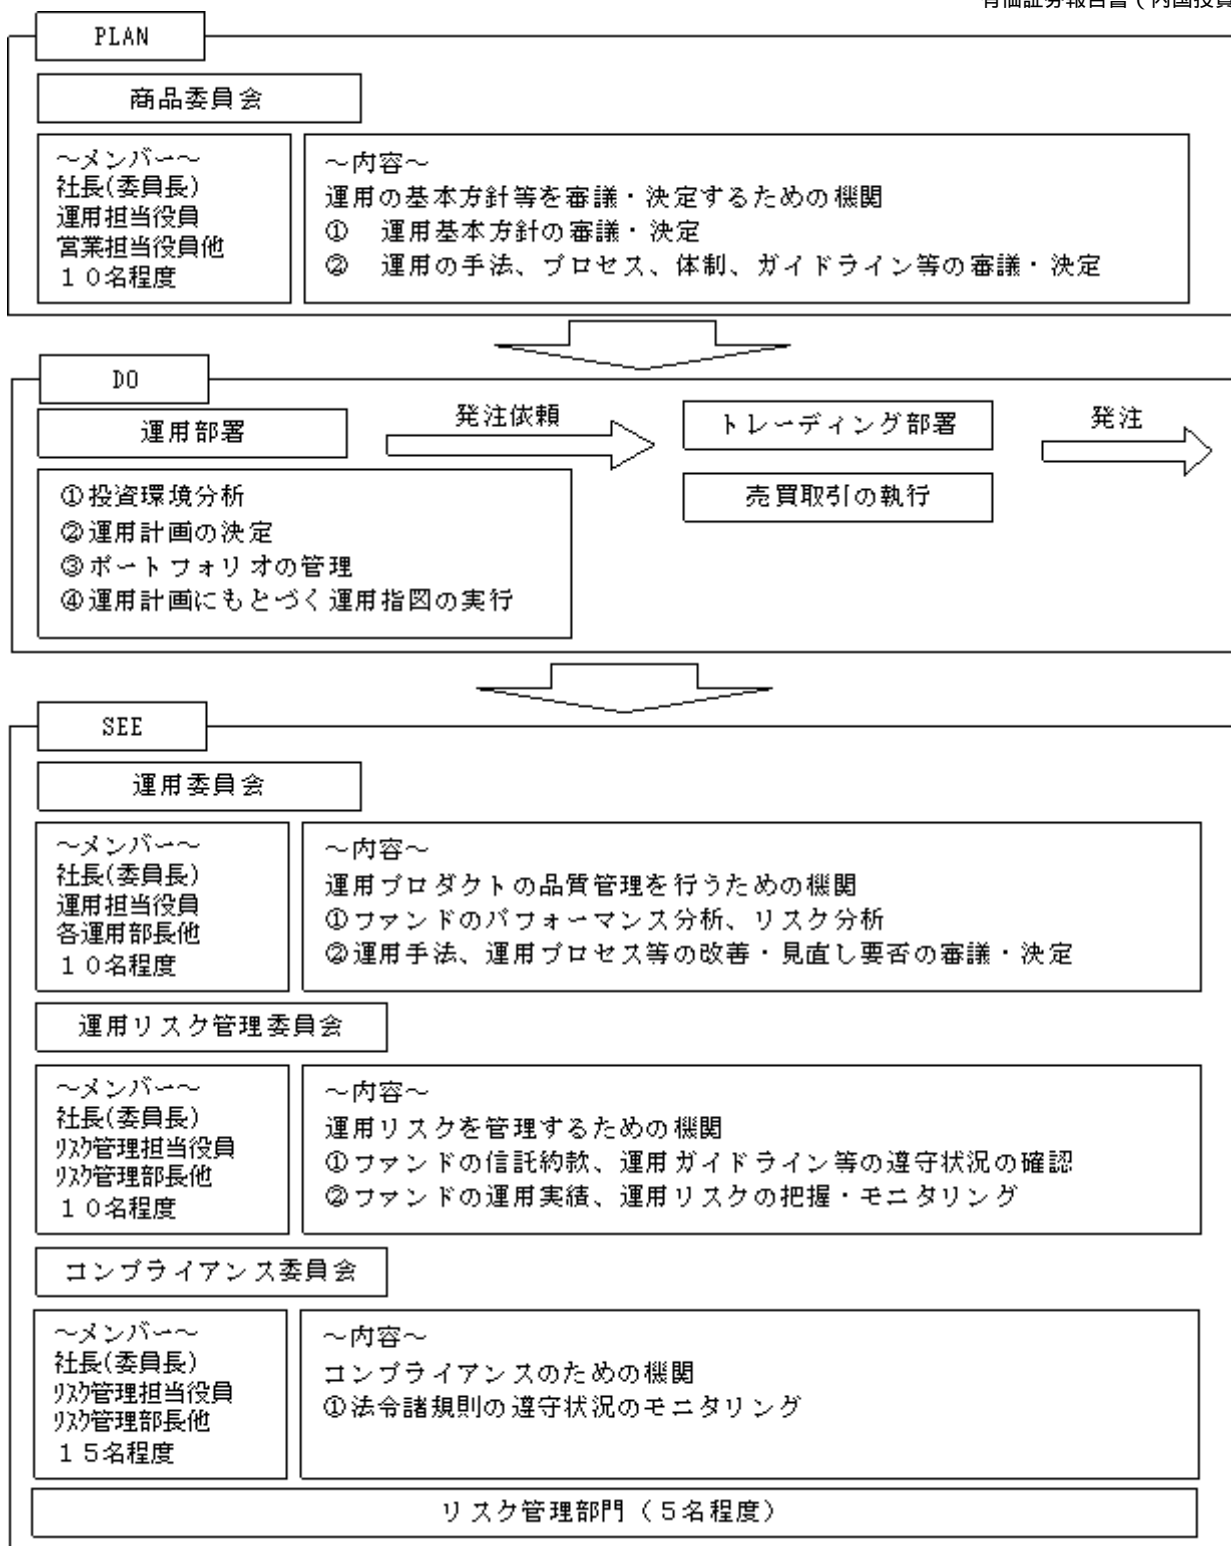 有価証券報告書（内国投資
PLAN
商品委員会
～メンバー～
社長(委員長)
運用担当役員
営業担当役員他
１０名程度
～内容～
運用の基本方針等を審議・決定するための機関
①　運用基本方針の審議・決定
②　運用の手法、プロセス、体制、ガイドライン等の審議・決定
DO
運用部署
発注依頼
トレーディング部署
発注
売買取引の執行
①投資環境分析
②運用計画の決定
③ポートフォリオの管理
④運用計画にもとづく運用指図の実行
SEE
運用委員会
～メンバー～
社長(委員長)
運用担当役員
各運用部長他
１０名程度
～内容～
運用プロダクトの品質管理を行うための機関
①ファンドのパフォーマンス分析、リスク分析
②運用手法、運用プロセス等の改善・見直し要否の審議・決定
運用リスク管理委員会
～メンバー～
社長(委員長)
ﾘｽｸ管理担当役員
ﾘｽｸ管理部長他
１０名程度
～内容～
運用リスクを管理するための機関
①ファンドの信託約款、運用ガイドライン等の遵守状況の確認
②ファンドの運用実績、運用リスクの把握・モニタリング
コンプライアンス委員会
～メンバー～
社長(委員長)
ﾘｽｸ管理担当役員
ﾘｽｸ管理部長他
１５名程度
～内容～
コンプライアンスのための機関
①法令諸規則の遵守状況のモニタリング
リスク管理部門（５名程度）